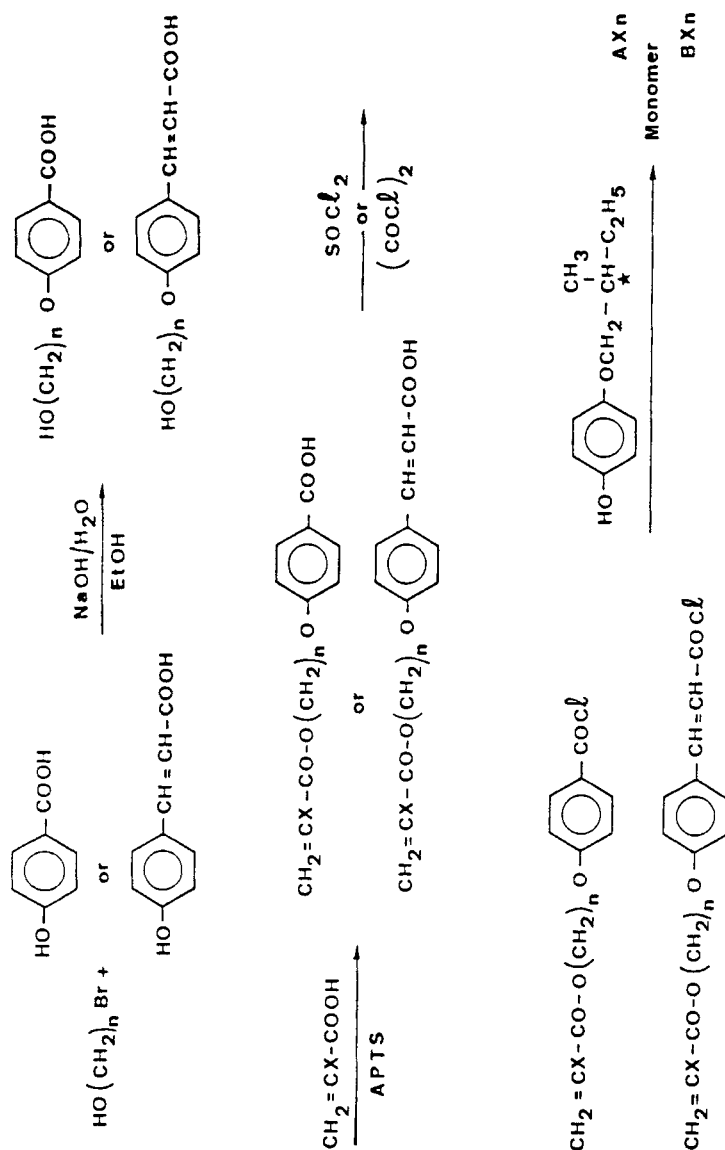 HO(CH₂)ₙ Br +
HO-COOH
or
HO-CH=CH-COOH
NaOH/H₂O
EtOH
HO(CH₂)ₙ O-COOH
or
HO(CH₂)ₙ O-CH=CH-COOH
CH₂=CX-COOH
APTS
CH₂=CX-CO-O(CH₂)ₙ O-COOH
or
CH₂=CX-CO-O(CH₂)ₙ O-CH=CH-COOH
SOCl₂
or
(COCl)₂
CH₂=CX-CO-O(CH₂)ₙ O-COCl
CH₂=CX-CO-O(CH₂)ₙ O-CH=CH-COCl
CH₃
HO-OCH₂-CH-C₂H₅
★
AXn
Monomer
BXn